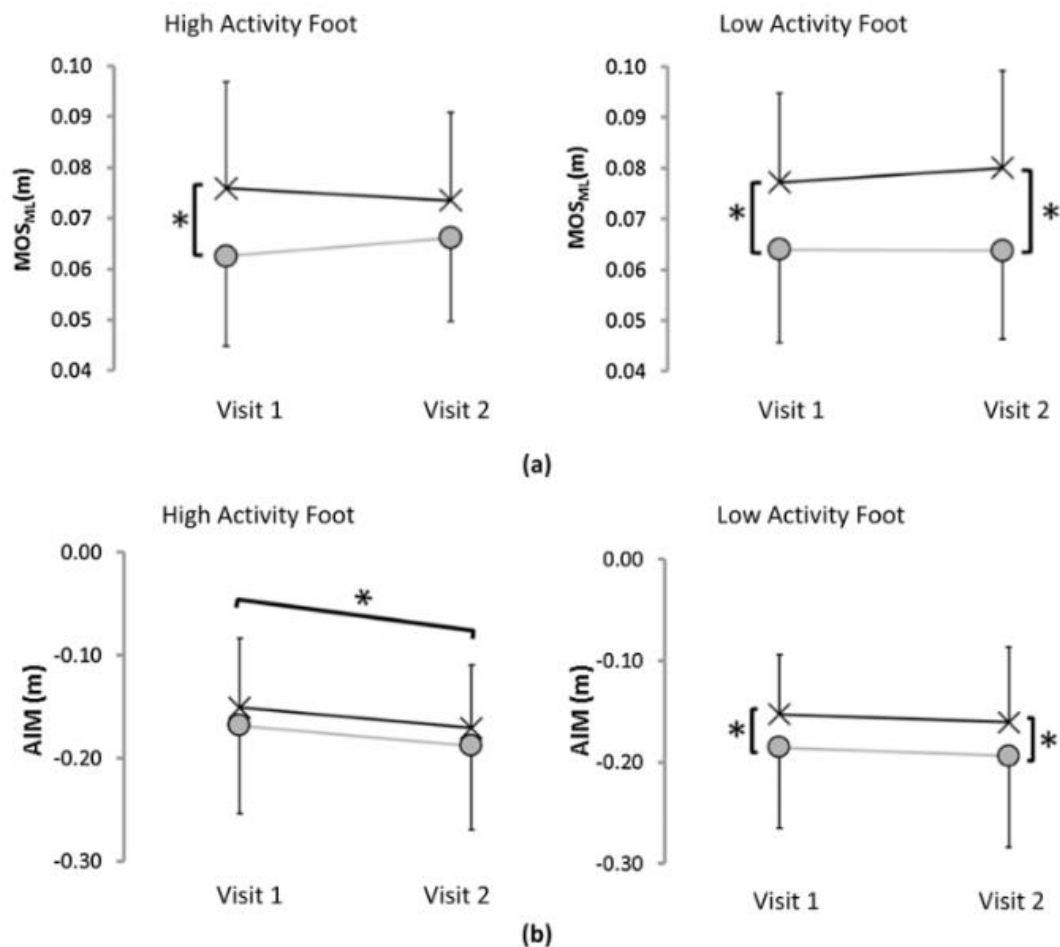 High Activity Foot
Low Activity Foot
MOS_ML(m)
0.10
0.09
0.08
0.07
0.06
0.05
0.04
*
Visit 1
Visit 2
MOS_ML(m)
0.10
0.09
0.08
0.07
0.06
0.05
0.04
*
*
Visit 1
Visit 2
(a)
High Activity Foot
Low Activity Foot
AIM (m)
0.00
-0.10
-0.20
-0.30
*
Visit 1
Visit 2
AIM (m)
0.00
-0.10
-0.20
-0.30
*
*
Visit 1
Visit 2
(b)